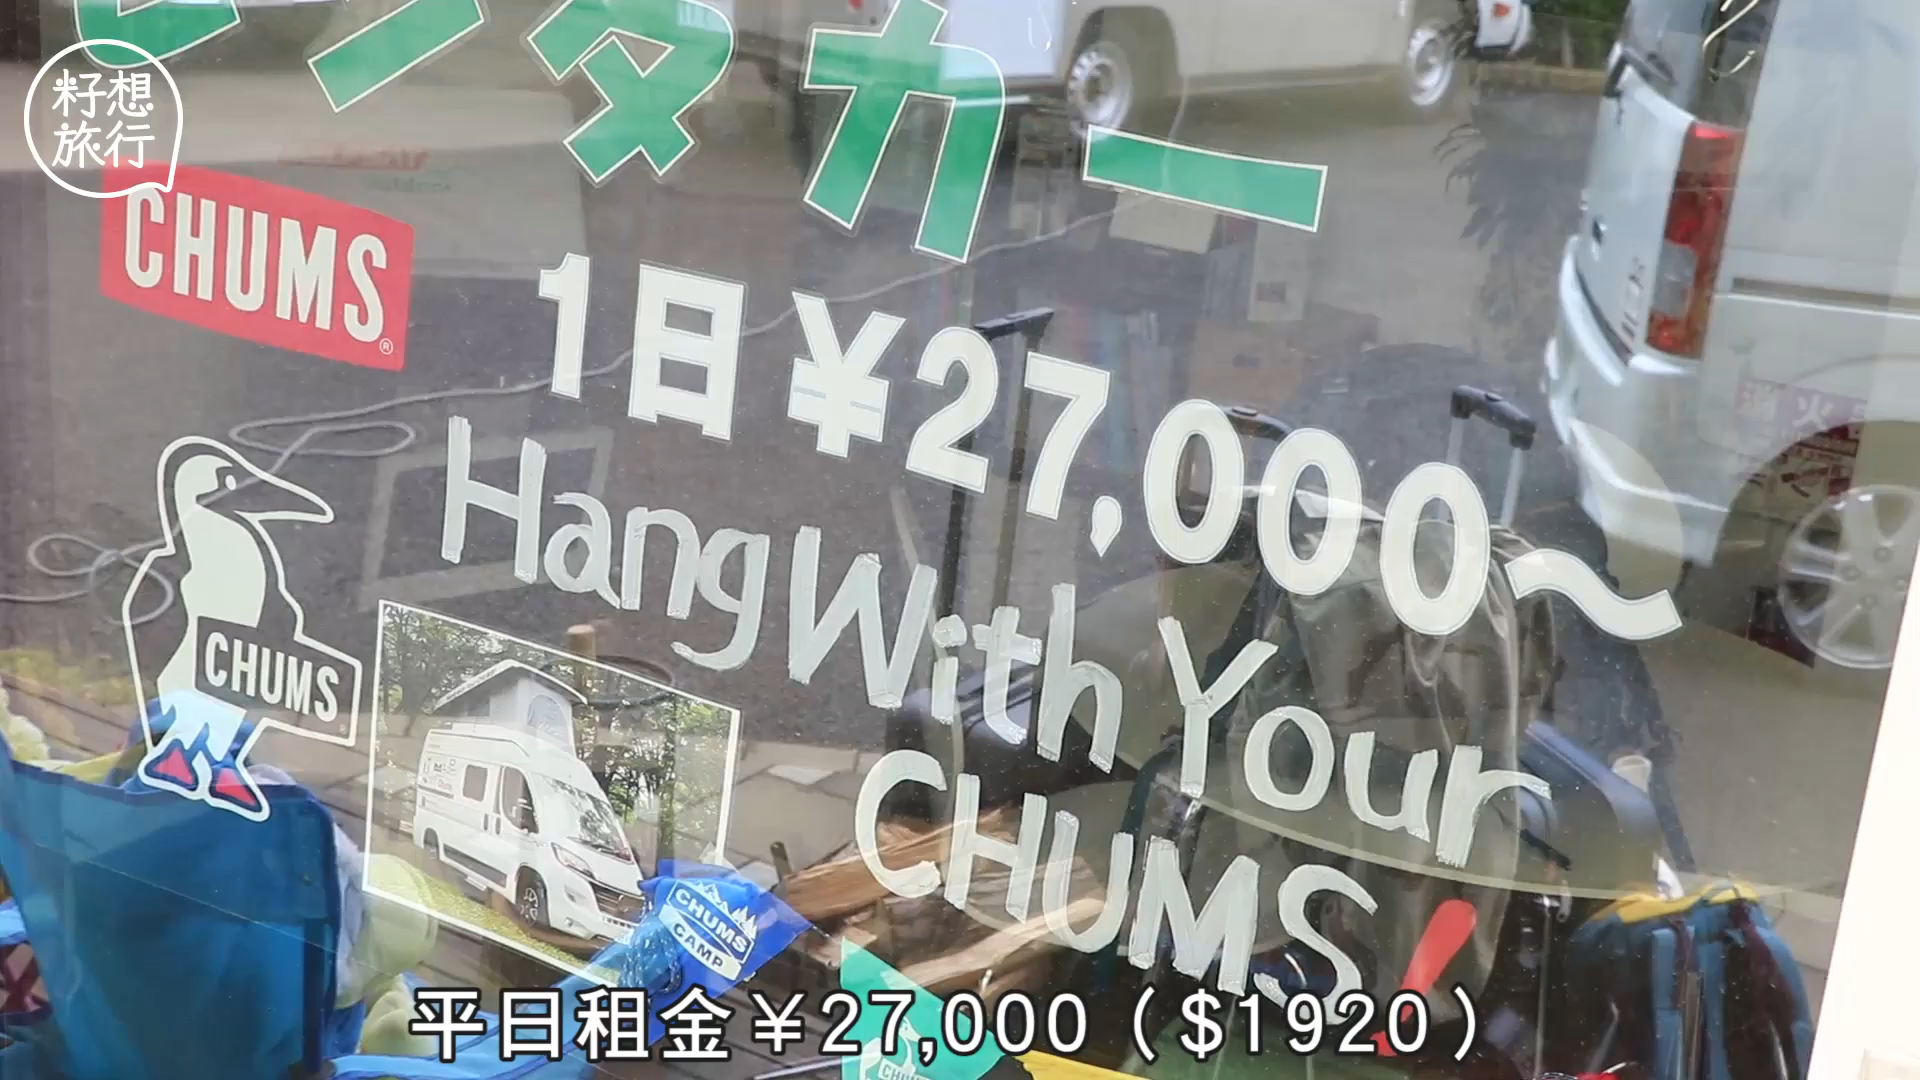 レンタカー
籽想
旅行
CHUMS
1日¥27,000~
Hang With Your
CHUMS!
CHUMS
CHUMS
CAMP
平日租金¥27,000($1920)